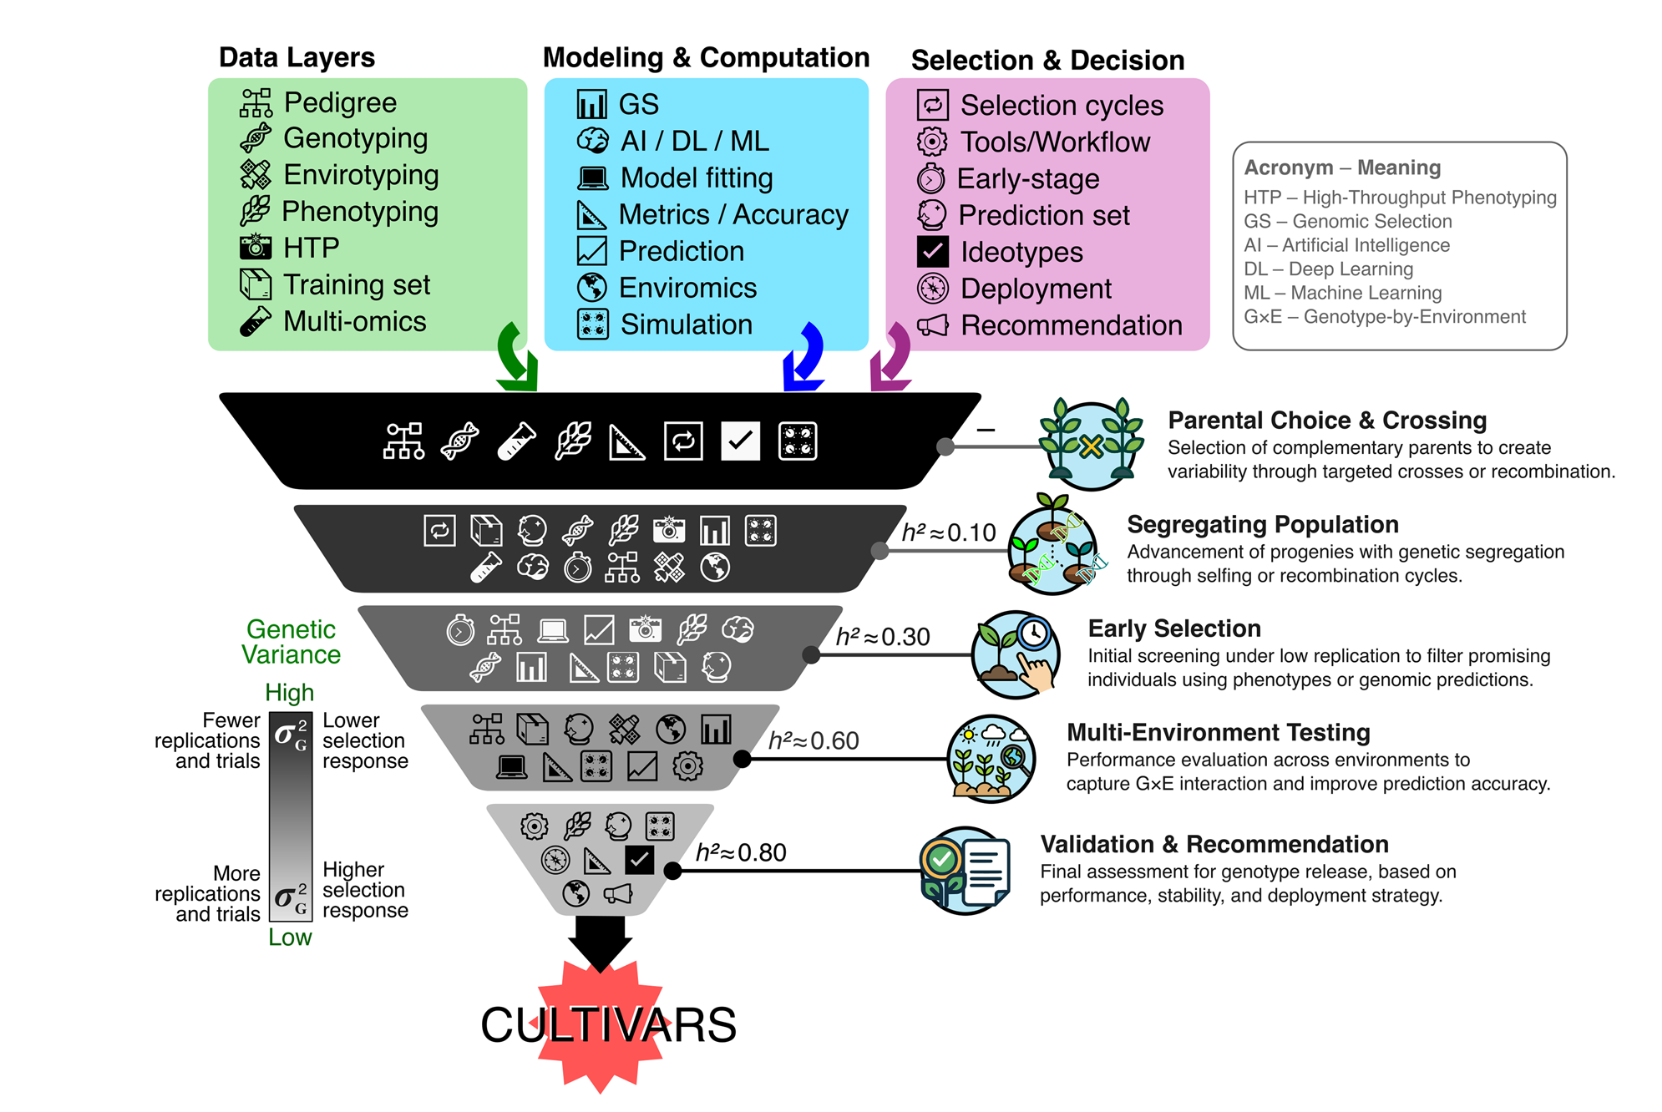 Data Layers
Pedigree
Genotyping
Envirotyping
Phenotyping
HTP
Training set
Multi-omics
Modeling & Computation
GS
AI / DL / ML
Model fitting
Metrics / Accuracy
Prediction
Enviromics
Simulation
Selection & Decision
Selection cycles
Tools/Workflow
Early-stage
Prediction set
Ideotypes
Deployment
Recommendation
Acronym – Meaning
HTP – High-Throughput Phenotyping
GS – Genomic Selection
AI – Artificial Intelligence
DL – Deep Learning
ML – Machine Learning
G×E – Genotype-by-Environment
–
Parental Choice & Crossing
Selection of complementary parents to create
variability through targeted crosses or recombination.
h²≈0.10
Segregating Population
Advancement of progenies with genetic segregation
through selfing or recombination cycles.
h²≈0.30
Early Selection
Initial screening under low replication to filter promising
individuals using phenotypes or genomic predictions.
h²≈0.60
Multi-Environment Testing
Performance evaluation across environments to
capture G×E interaction and improve prediction accuracy.
h²≈0.80
Validation & Recommendation
Final assessment for genotype release, based on
performance, stability, and deployment strategy.
Genetic
Variance
High
Fewer
replications
and trials
σ²G
Lower
selection
response
More
replications
and trials
σ²G
Higher
selection
response
Low
CULTIVARS